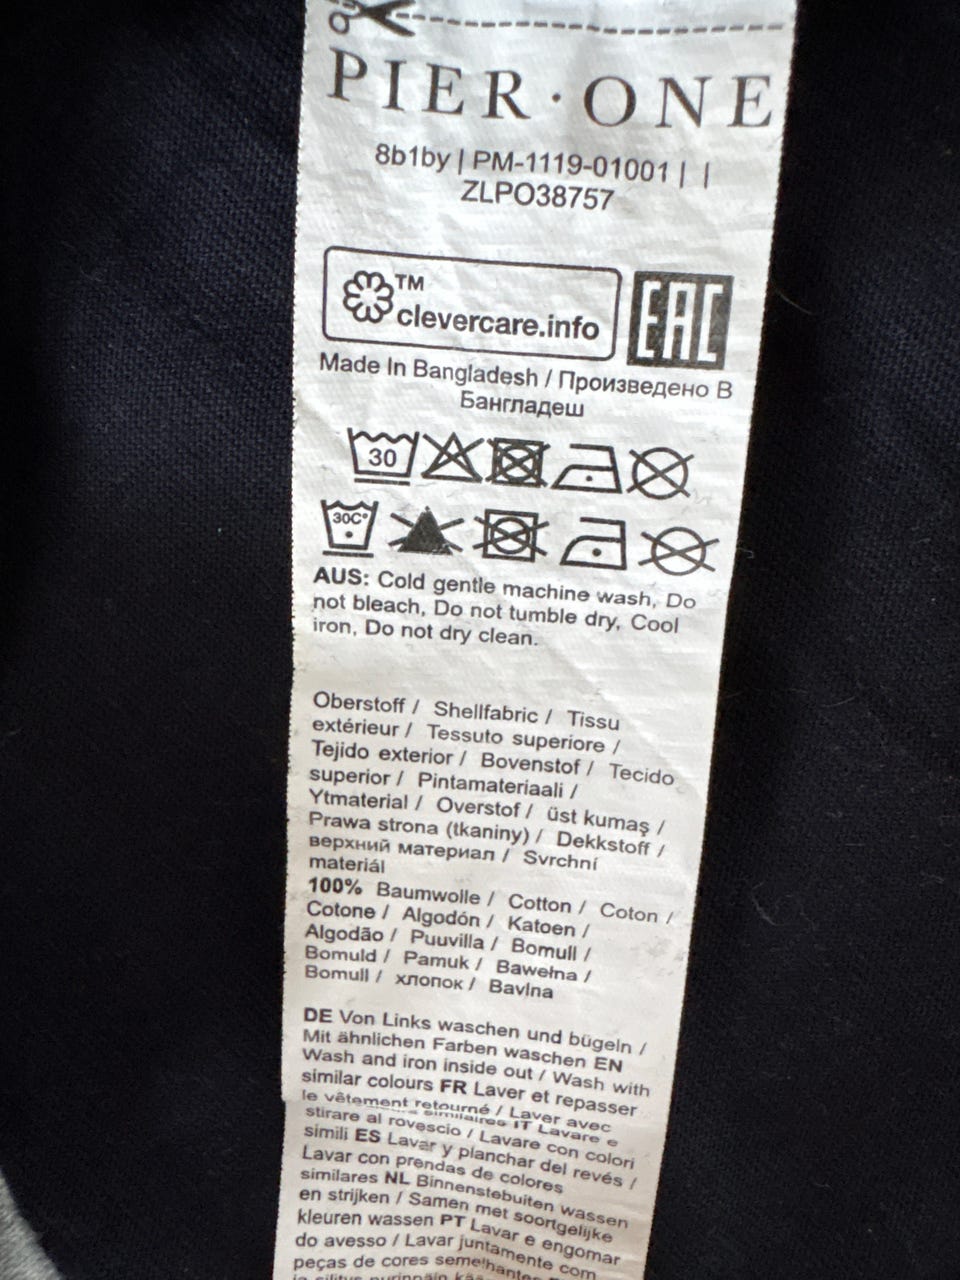 PIER·ONE
8b1by | PM-1119-01001 | |
ZLPO38757
TM
clevercare.info
EAC
Made In Bangladesh / Произведено В
Бангладеш
30
30C°
AUS: Cold gentle machine wash, Do
not bleach, Do not tumble dry, Cool
iron, Do not dry clean.
Oberstoff / Shellfabric / Tissu
extérieur / Tessuto superiore /
Tejido exterior / Bovenstof / Tecido
superior / Pintamateriaali /
Ytmaterial / Overstof / üst kumaş /
Prawa strona (tkaniny) / Dekkstoff /
верхний материал / Svrchní
materiál
100% Baumwolle / Cotton / Coton /
Cotone / Algodón / Katoen /
Algodão / Puuvilla / Bomull /
Bomuld / Pamuk / Bawełna /
Bomull / хлопок / Bavlna
DE Von Links waschen und bügeln /
Mit ähnlichen Farben waschen EN
Wash and iron inside out / Wash with
similar colours FR Laver et repasser
le vêtement retourné / Laver avec
similaires IT Lavare e
stirare al rovescio / Lavare con colori
simili ES Lavar y planchar del revés /
Lavar con prendas de colores
similares NL Binnenstebuiten wassen
en strijken / Samen met soortgelijke
kleuren wassen PT Lavar e engomar
do avesso / Lavar juntamente com
peças de cores semelhantes